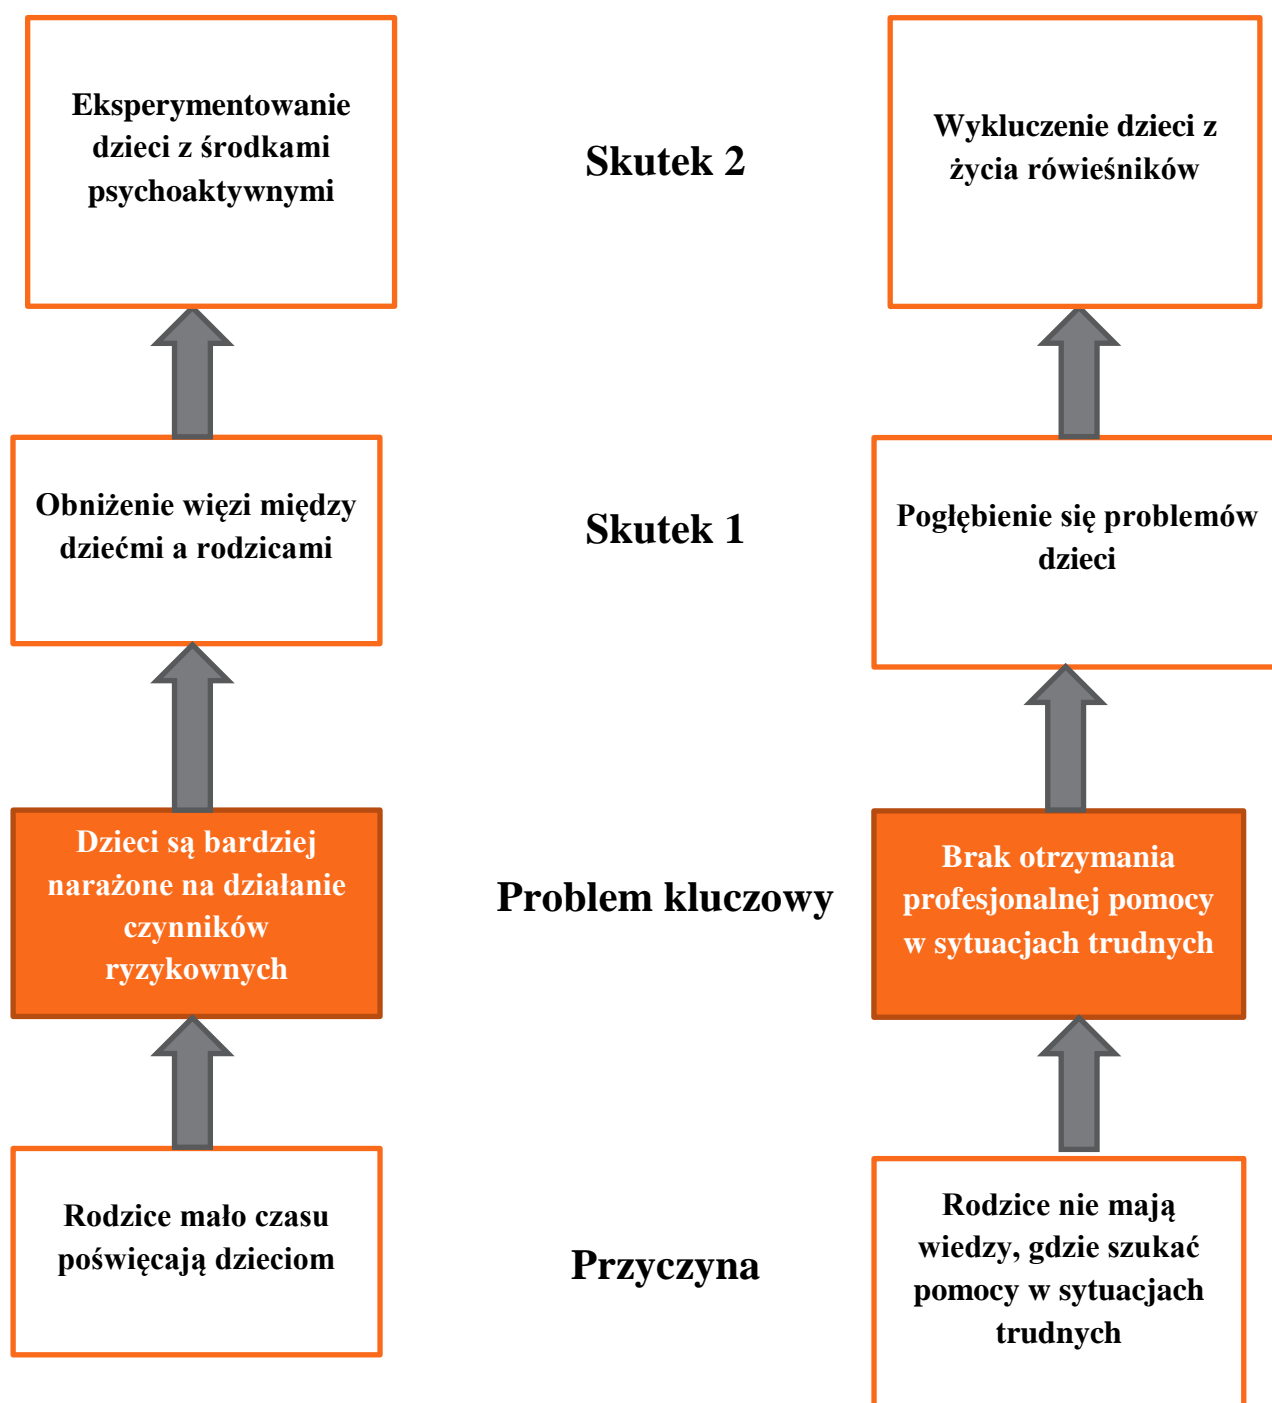 Eksperymentowanie
dzieci z środkami
psychoaktywnymi
Skutek 2
Wykluczenie dzieci z
życia rówieśników
Obniżenie więzi między
dziećmi a rodzicami
Skutek 1
Pogłębienie się problemów
dzieci
Dzieci są bardziej
narażone na działanie
czynników
ryzykownych
Problem kluczowy
Brak otrzymania
profesjonalnej pomocy
w sytuacjach trudnych
Rodzice mało czasu
poświęcają dzieciom
Przyczyna
Rodzice nie mają
wiedzy, gdzie szukać
pomocy w sytuacjach
trudnych